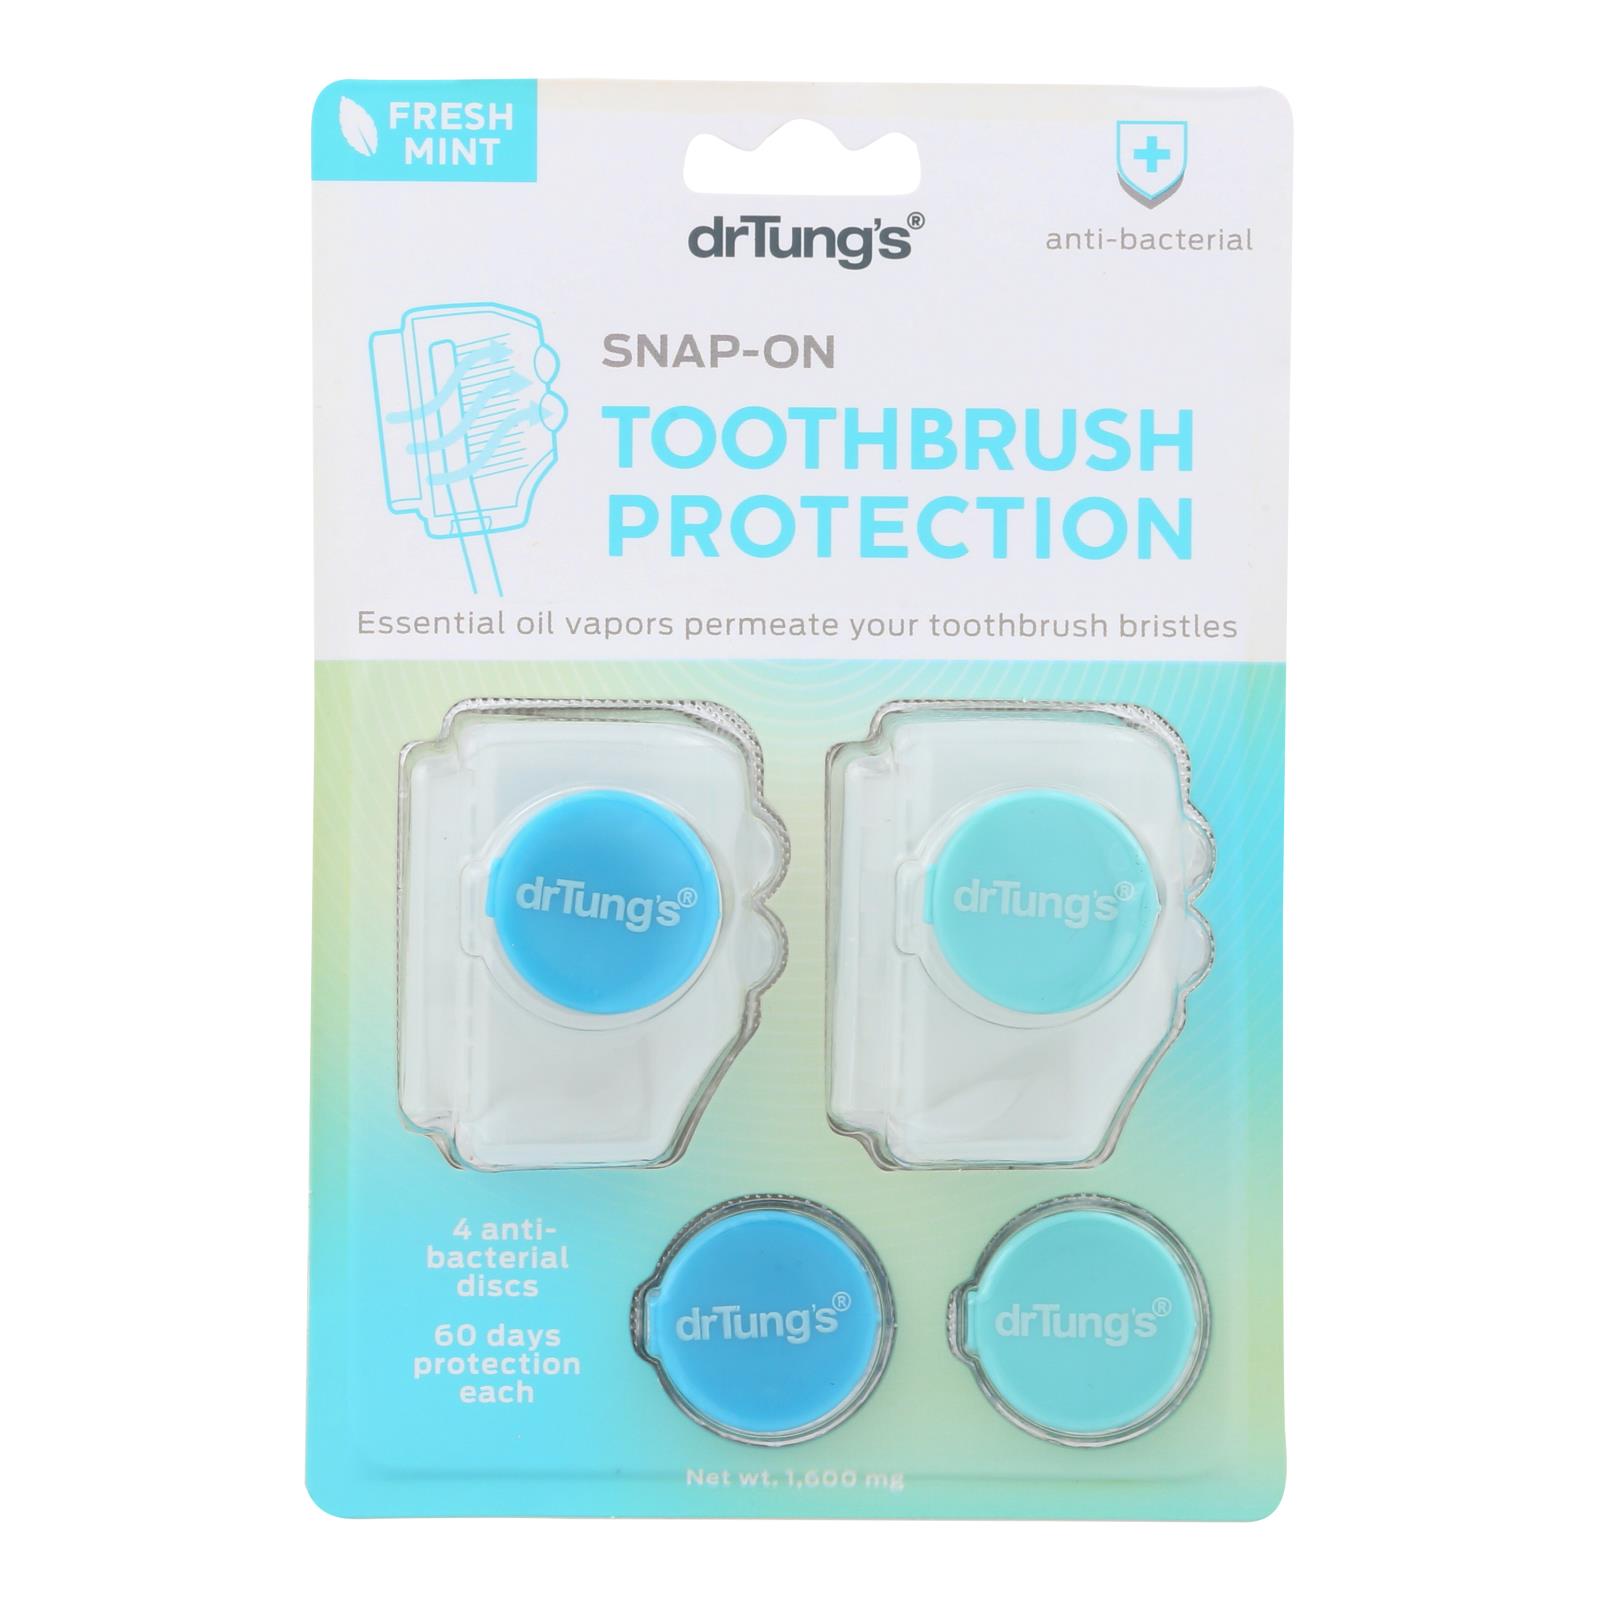 FRESH
MINT
drTung's®
anti-bacterial
SNAP-ON
TOOTHBRUSH
PROTECTION
Essential oil vapors permeate your toothbrush bristles
drTung's®
drTung's®
4 anti-
bacterial
discs
60 days
protection
each
drTung's®
drTung's®
Net wt. 1,600 mg